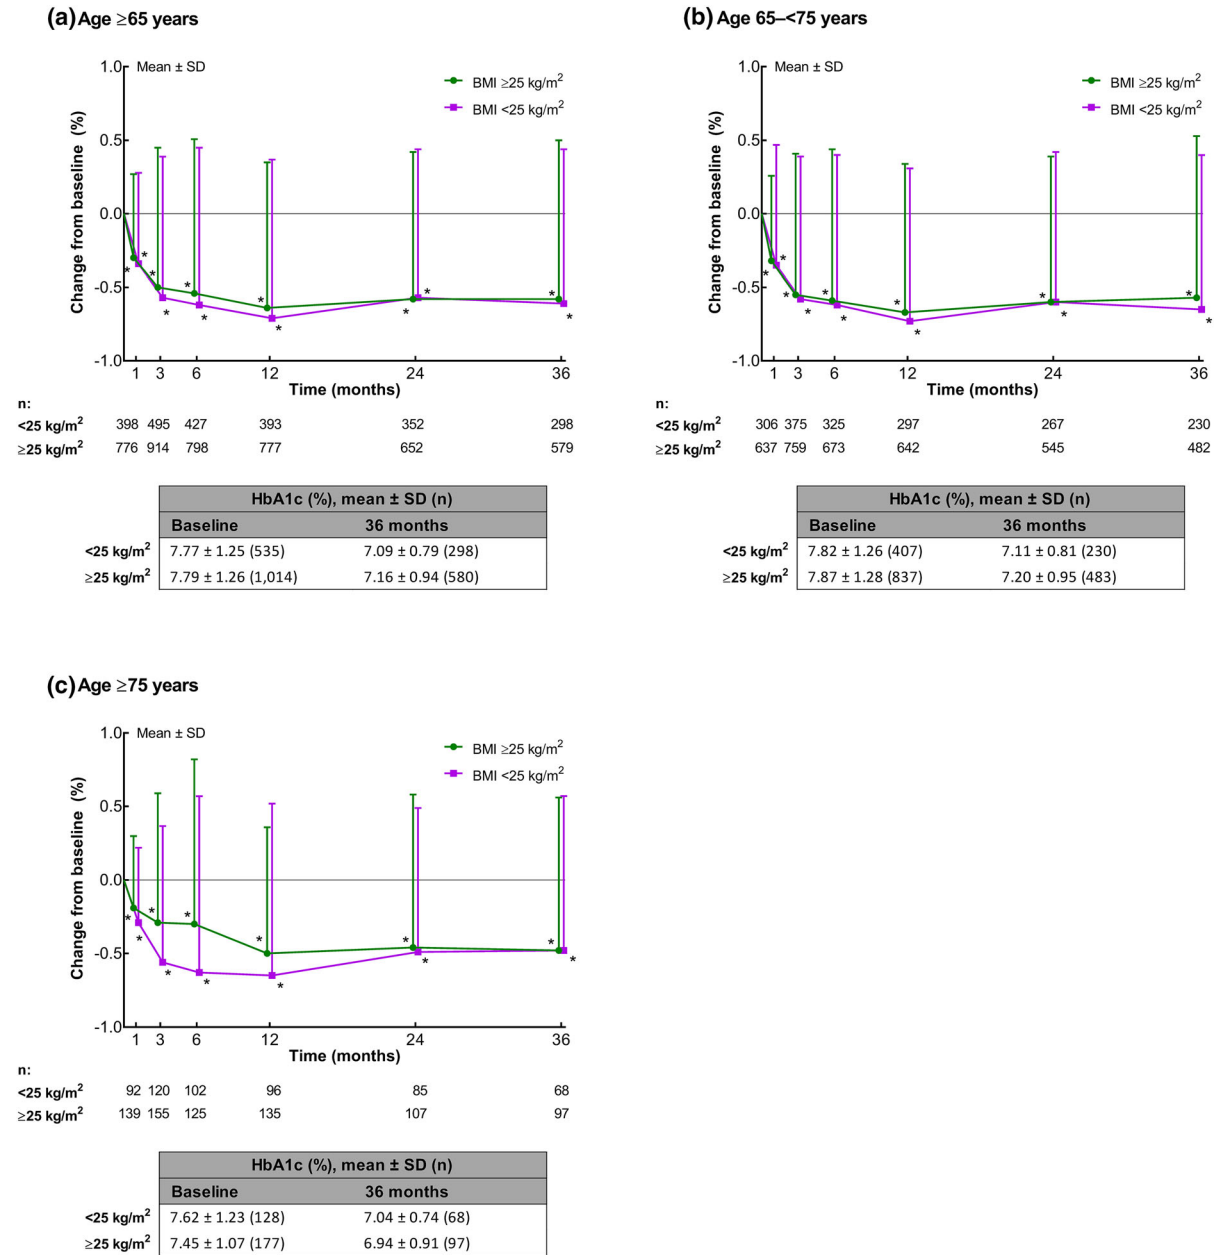 (a) Age ≥65 years
Mean ± SD
BMI ≥25 kg/m²
BMI <25 kg/m²
Change from baseline (%)
1.0
0.5
0.0
-0.5
-1.0
* * * * * * * * * * * *
1 3 6 12 24 36
Time (months)
n:
<25 kg/m² 398 495 427 393 352 298
≥25 kg/m² 776 914 798 777 652 579
HbA1c (%), mean ± SD (n)
Baseline 36 months
<25 kg/m² 7.77 ± 1.25 (535) 7.09 ± 0.79 (298)
≥25 kg/m² 7.79 ± 1.26 (1,014) 7.16 ± 0.94 (580)
(b) Age 65–<75 years
Mean ± SD
BMI ≥25 kg/m²
BMI <25 kg/m²
Change from baseline (%)
1.0
0.5
0.0
-0.5
-1.0
* * * * * * * * * * * *
1 3 6 12 24 36
Time (months)
n:
<25 kg/m² 306 375 325 297 267 230
≥25 kg/m² 637 759 673 642 545 482
HbA1c (%), mean ± SD (n)
Baseline 36 months
<25 kg/m² 7.82 ± 1.26 (407) 7.11 ± 0.81 (230)
≥25 kg/m² 7.87 ± 1.28 (837) 7.20 ± 0.95 (483)
(c) Age ≥75 years
Mean ± SD
BMI ≥25 kg/m²
BMI <25 kg/m²
Change from baseline (%)
1.0
0.5
0.0
-0.5
-1.0
* * * * * * * * * * * *
1 3 6 12 24 36
Time (months)
n:
<25 kg/m² 92 120 102 96 85 68
≥25 kg/m² 139 155 125 135 107 97
HbA1c (%), mean ± SD (n)
Baseline 36 months
<25 kg/m² 7.62 ± 1.23 (128) 7.04 ± 0.74 (68)
≥25 kg/m² 7.45 ± 1.07 (177) 6.94 ± 0.91 (97)